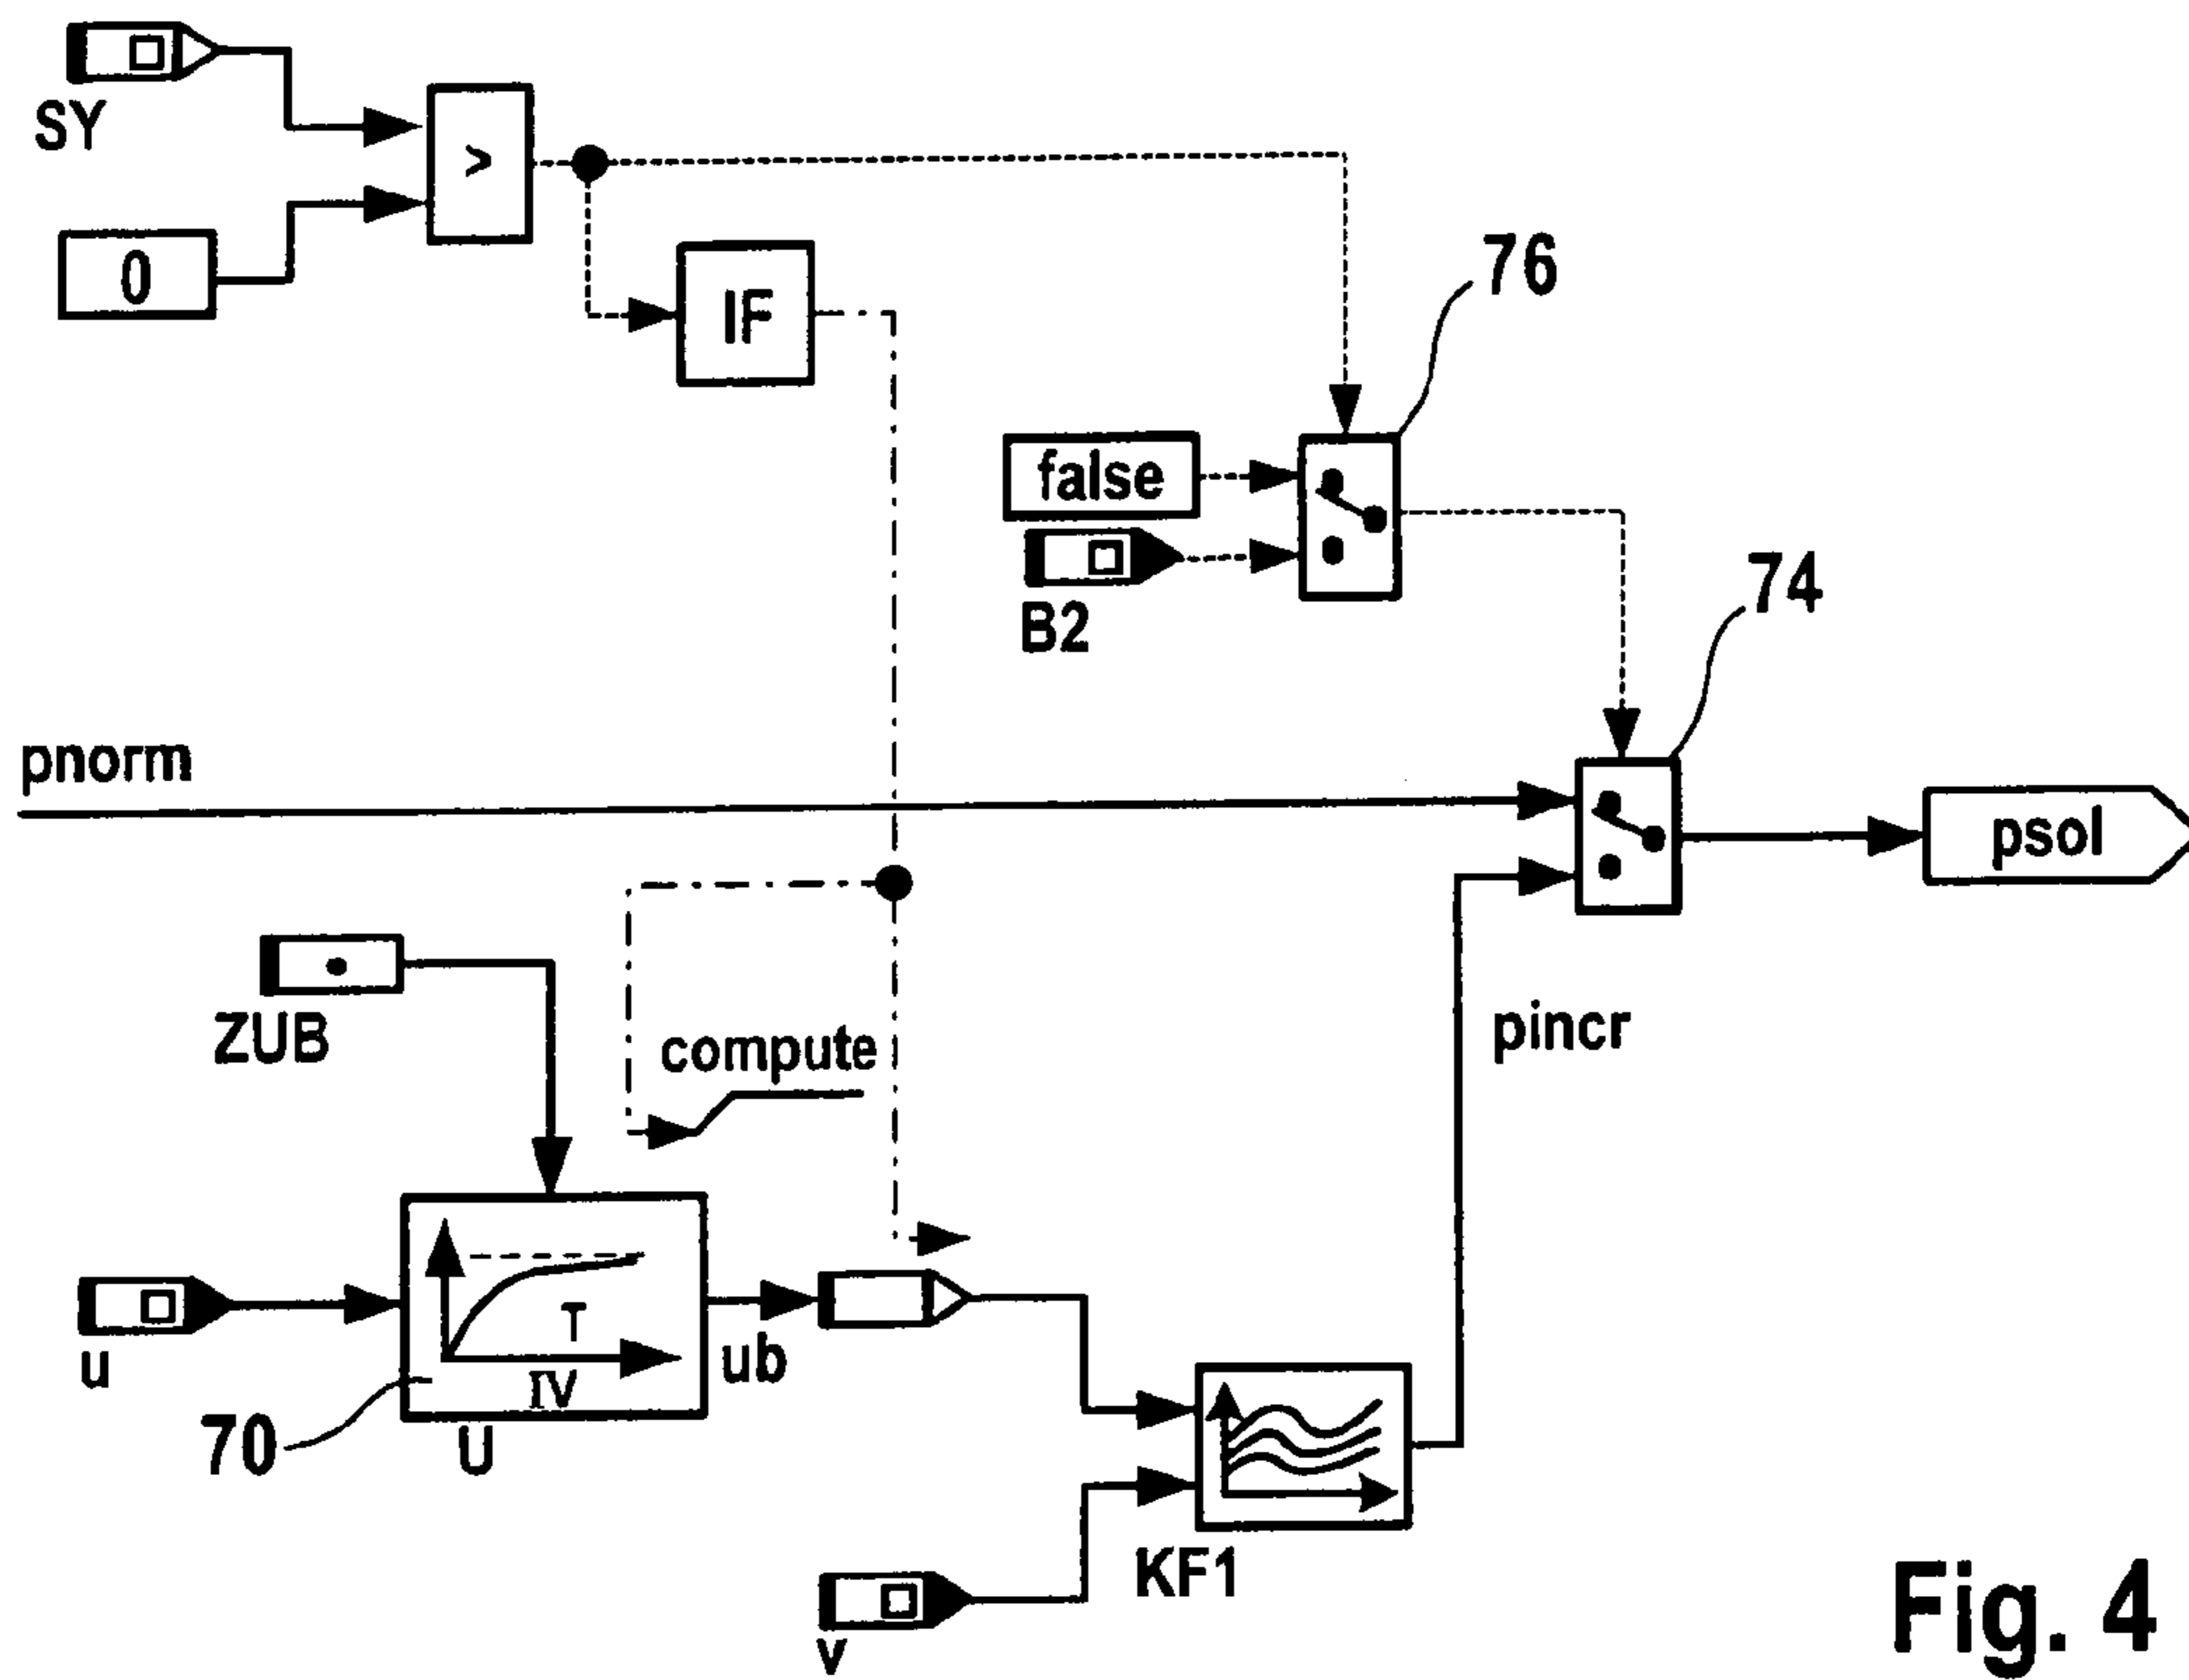 SY
>
0
IF
76
false
B2
74
pnorm
psol
ZUB
compute
pincr
T
IV
u
ub
70
U
KF1
v
Fig. 4